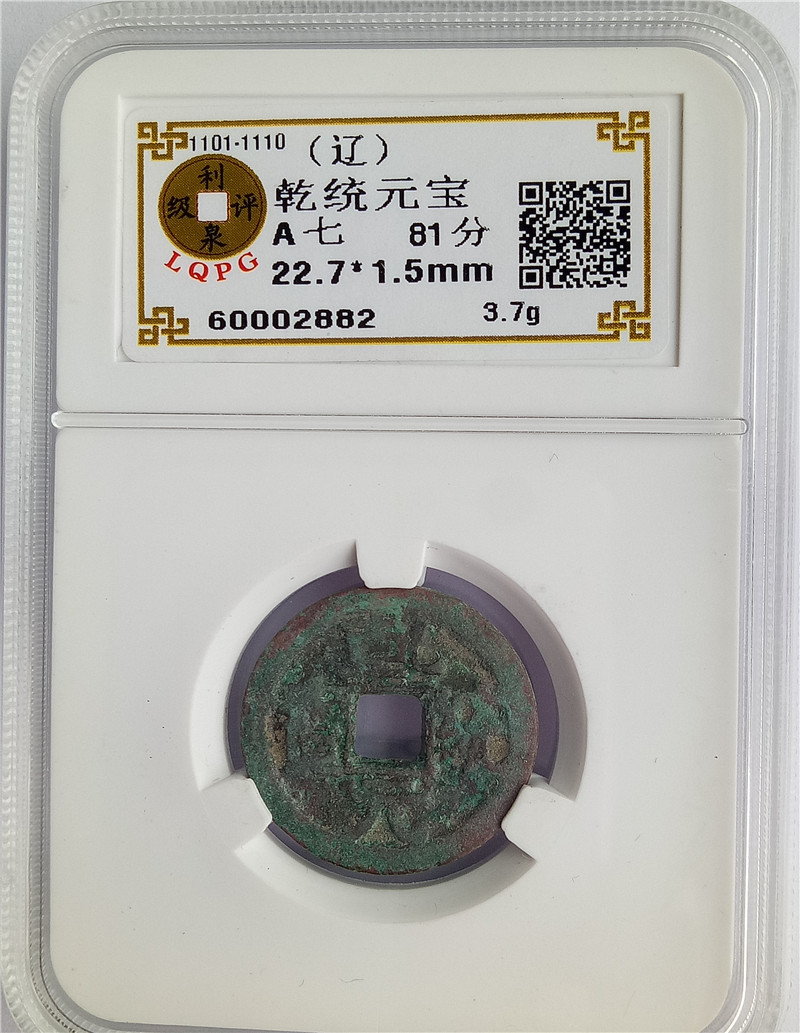 1101-1110 （辽）
利泉评级
乾统元宝
A 七 81分
LQPG
22.7*1.5mm
60002882 3.7g